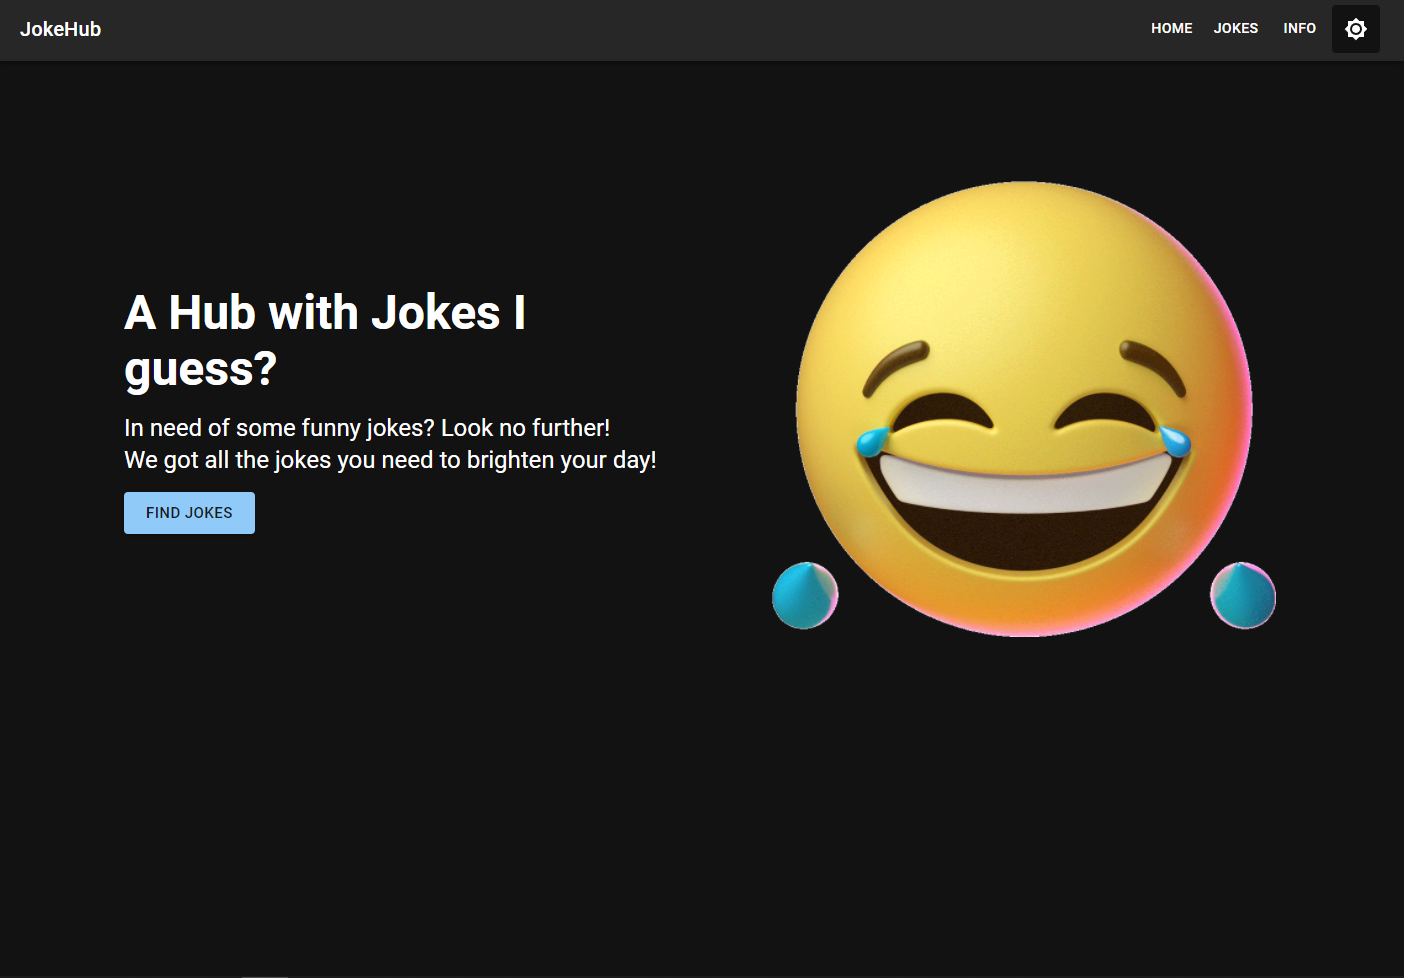 JokeHub
HOME JOKES INFO
A Hub with Jokes I
guess?
In need of some funny jokes? Look no further!
We got all the jokes you need to brighten your day!
FIND JOKES